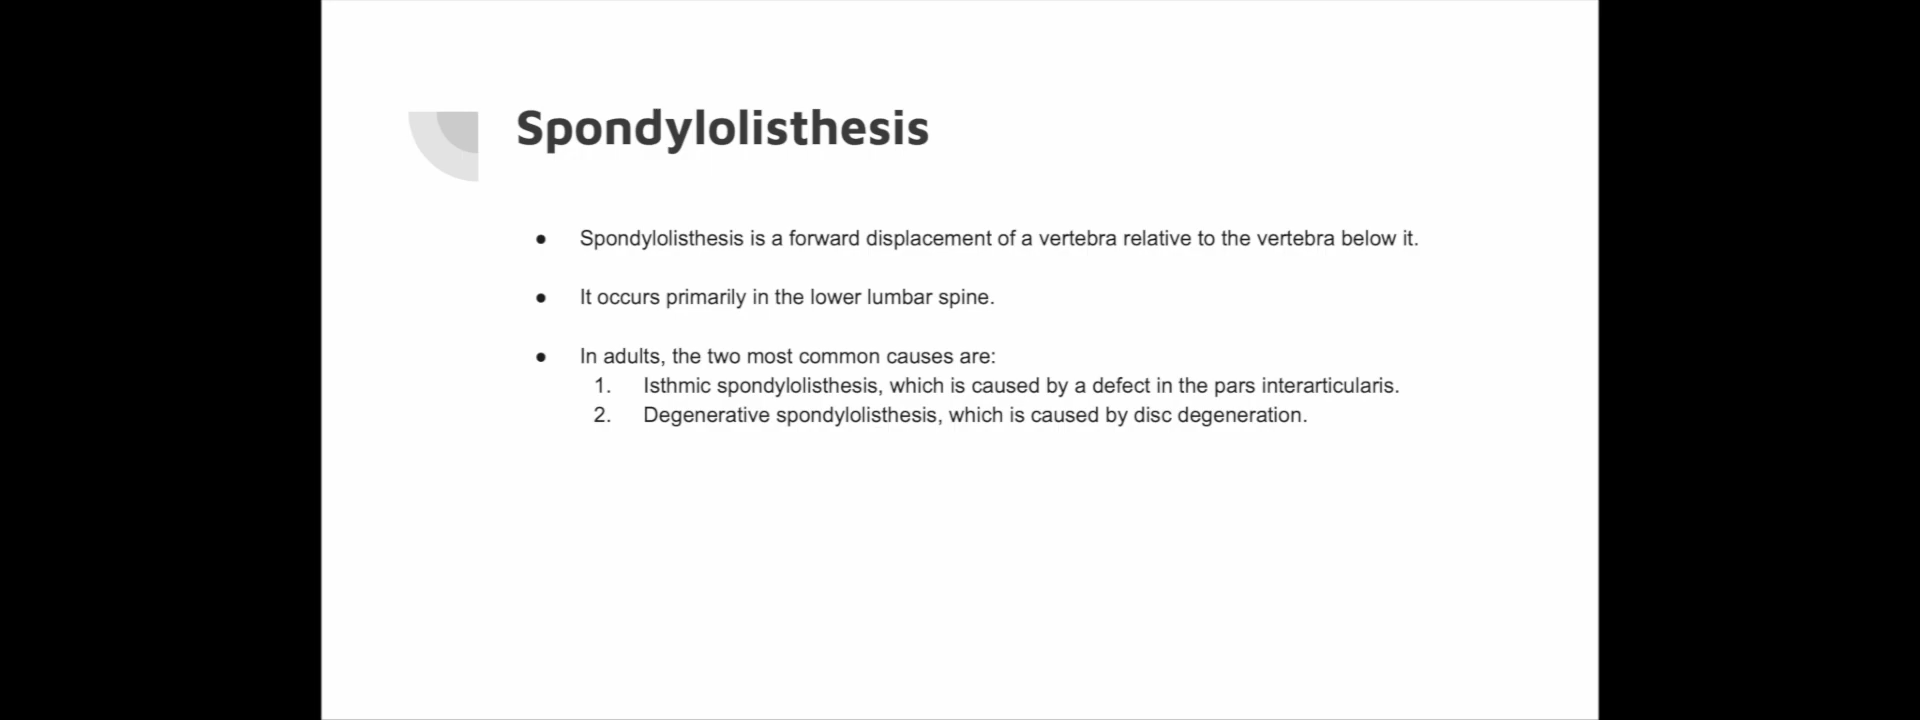 Spondylolisthesis
● Spondylolisthesis is a forward displacement of a vertebra relative to the vertebra below it.
● It occurs primarily in the lower lumbar spine.
● In adults, the two most common causes are:
1. Isthmic spondylolisthesis, which is caused by a defect in the pars interarticularis.
2. Degenerative spondylolisthesis, which is caused by disc degeneration.